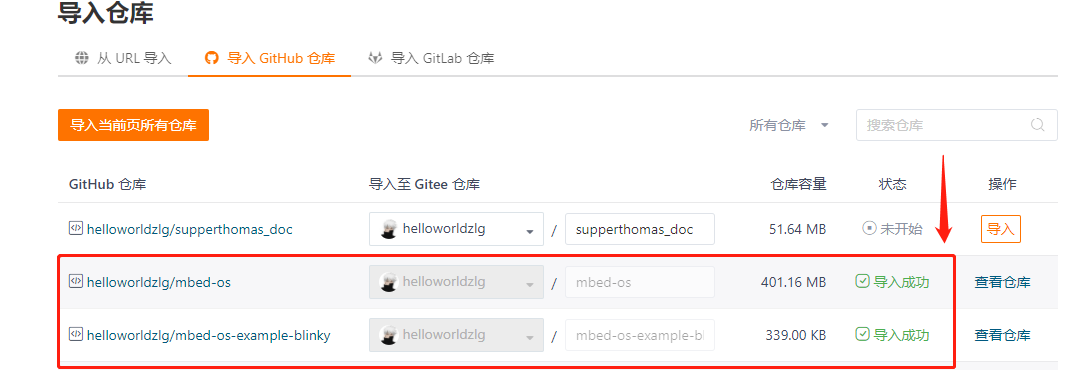 导入仓库
从 URL 导入 导入 GitHub 仓库 导入 GitLab 仓库
导入当前页所有仓库 所有仓库 搜索仓库
GitHub 仓库 导入至 Gitee 仓库 仓库容量 状态 操作
helloworldzlg/supperthomas_doc helloworldzlg / supperthomas_doc 51.64 MB 未开始 导入
helloworldzlg/mbed-os helloworldzlg / mbed-os 401.16 MB 导入成功 查看仓库
helloworldzlg/mbed-os-example-blinky helloworldzlg / mbed-os-example-bl 339.00 KB 导入成功 查看仓库